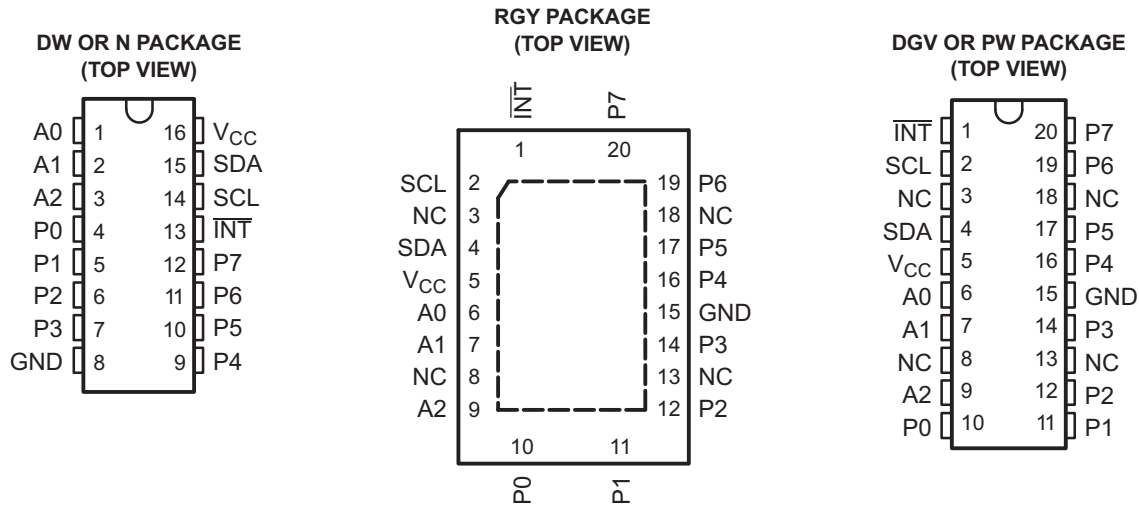 DW OR N PACKAGE
(TOP VIEW)
A0 1 16 VCC
A1 2 15 SDA
A2 3 14 SCL
P0 4 13 INT
P1 5 12 P7
P2 6 11 P6
P3 7 10 P5
GND 8 9 P4
RGY PACKAGE
(TOP VIEW)
INT P7
1 20
SCL 2 19 P6
NC 3 18 NC
SDA 4 17 P5
VCC 5 16 P4
A0 6 15 GND
A1 7 14 P3
NC 8 13 NC
A2 9 12 P2
10 11
P0 P1
DGV OR PW PACKAGE
(TOP VIEW)
INT 1 20 P7
SCL 2 19 P6
NC 3 18 NC
SDA 4 17 P5
VCC 5 16 P4
A0 6 15 GND
A1 7 14 P3
NC 8 13 NC
A2 9 12 P2
P0 10 11 P1